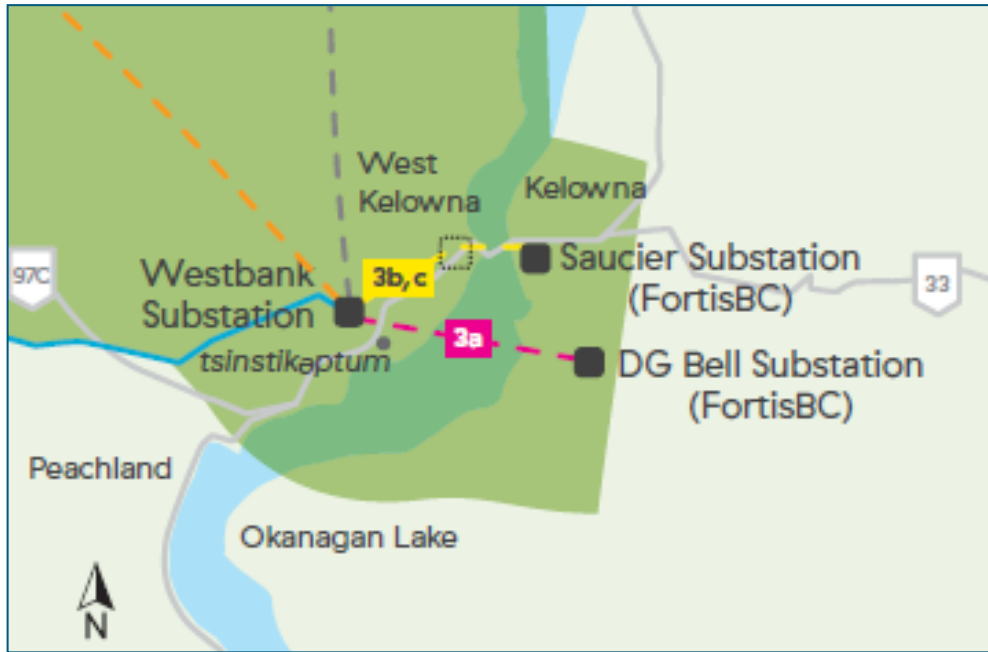 West
Kelowna
Kelowna
97C
Westbank
Substation
3b, c
Saucier Substation
(FortisBC)
33
tsinstikəptum
3a
DG Bell Substation
(FortisBC)
Peachland
Okanagan Lake
N